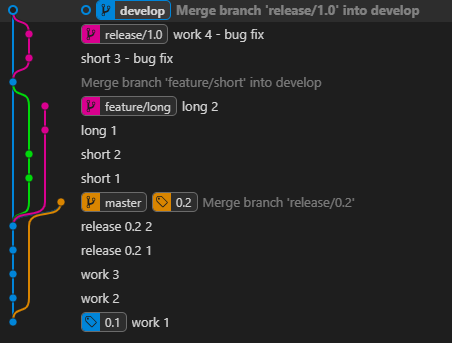 develop Merge branch 'release/1.0' into develop
release/1.0 work 4 - bug fix
short 3 - bug fix
Merge branch 'feature/short' into develop
feature/long long 2
long 1
short 2
short 1
master 0.2 Merge branch 'release/0.2'
release 0.2 2
release 0.2 1
work 3
work 2
0.1 work 1